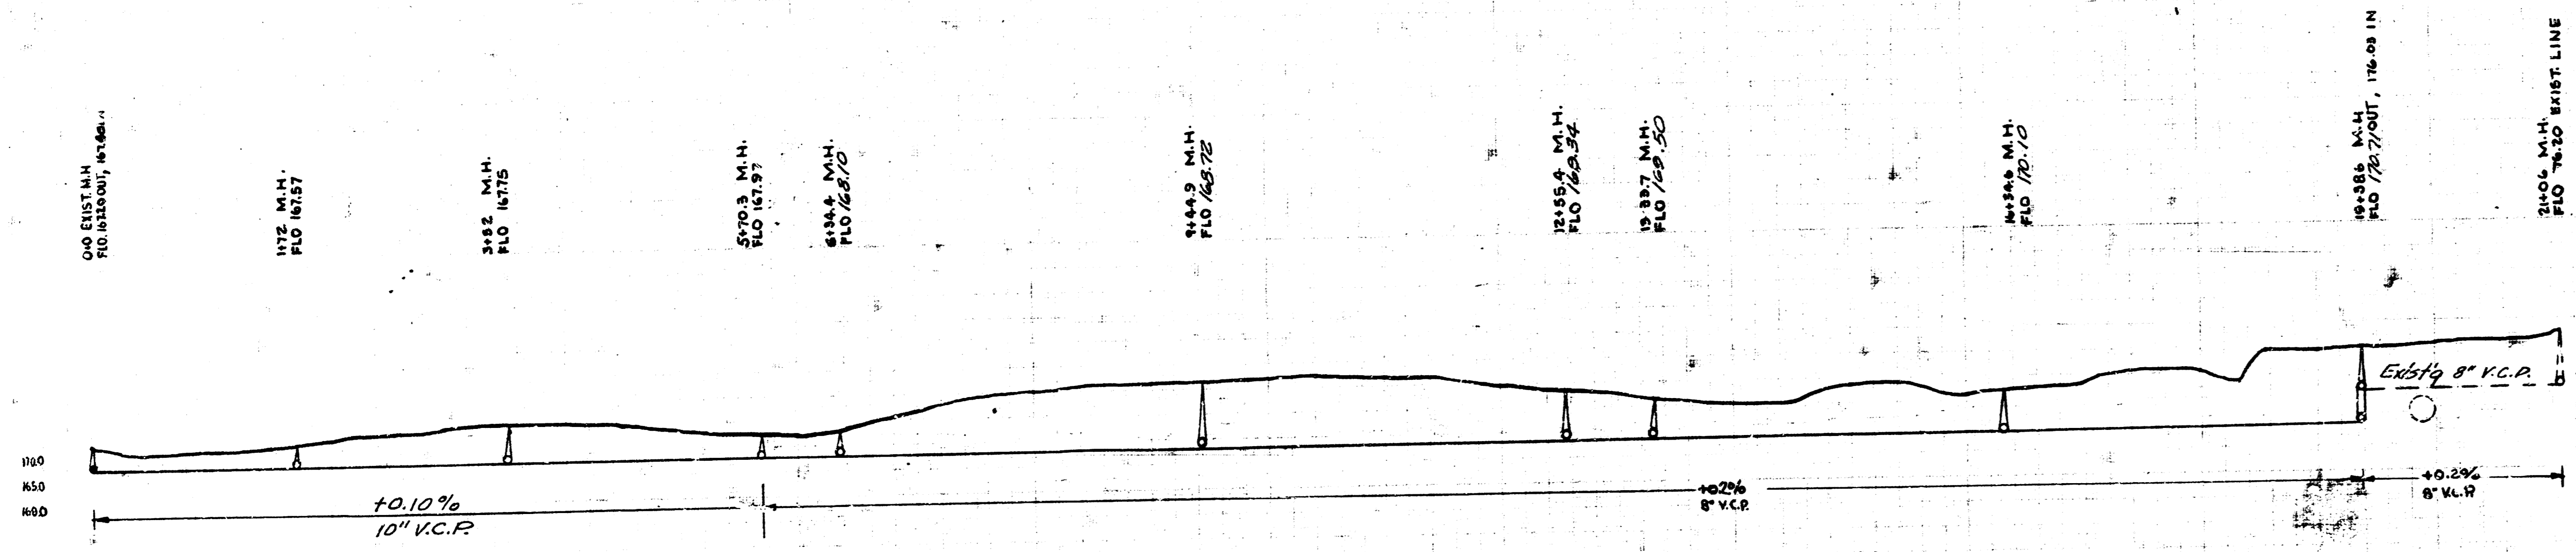 0+0 EXIST. M.H
FLO. 167.20 OUT,
1+72 M.H.
FLO 167.57
3+52 M.H.
FLO 167.75
5+70.3 M.H.
FLO 167.97
6+34.4 M.H.
FLO 168.10
9+44.9 M.H.
FLO 168.72
12+55.4 M.H.
FLO 169.34
13+33.7 M.H.
FLO 169.50
16+34.6 M.H.
FLO 170.10
19+38.6 M.H
FLO 170.71 OUT, 176.03 IN
21+06 M.H.
FLO 176.20 EXIST. LINE
Exist'g 8" V.C.P.
170.0
165.0
160.0
+0.10%
10" V.C.P.
+0.2%
8" V.C.P.
+0.2%
8" V.C.P.